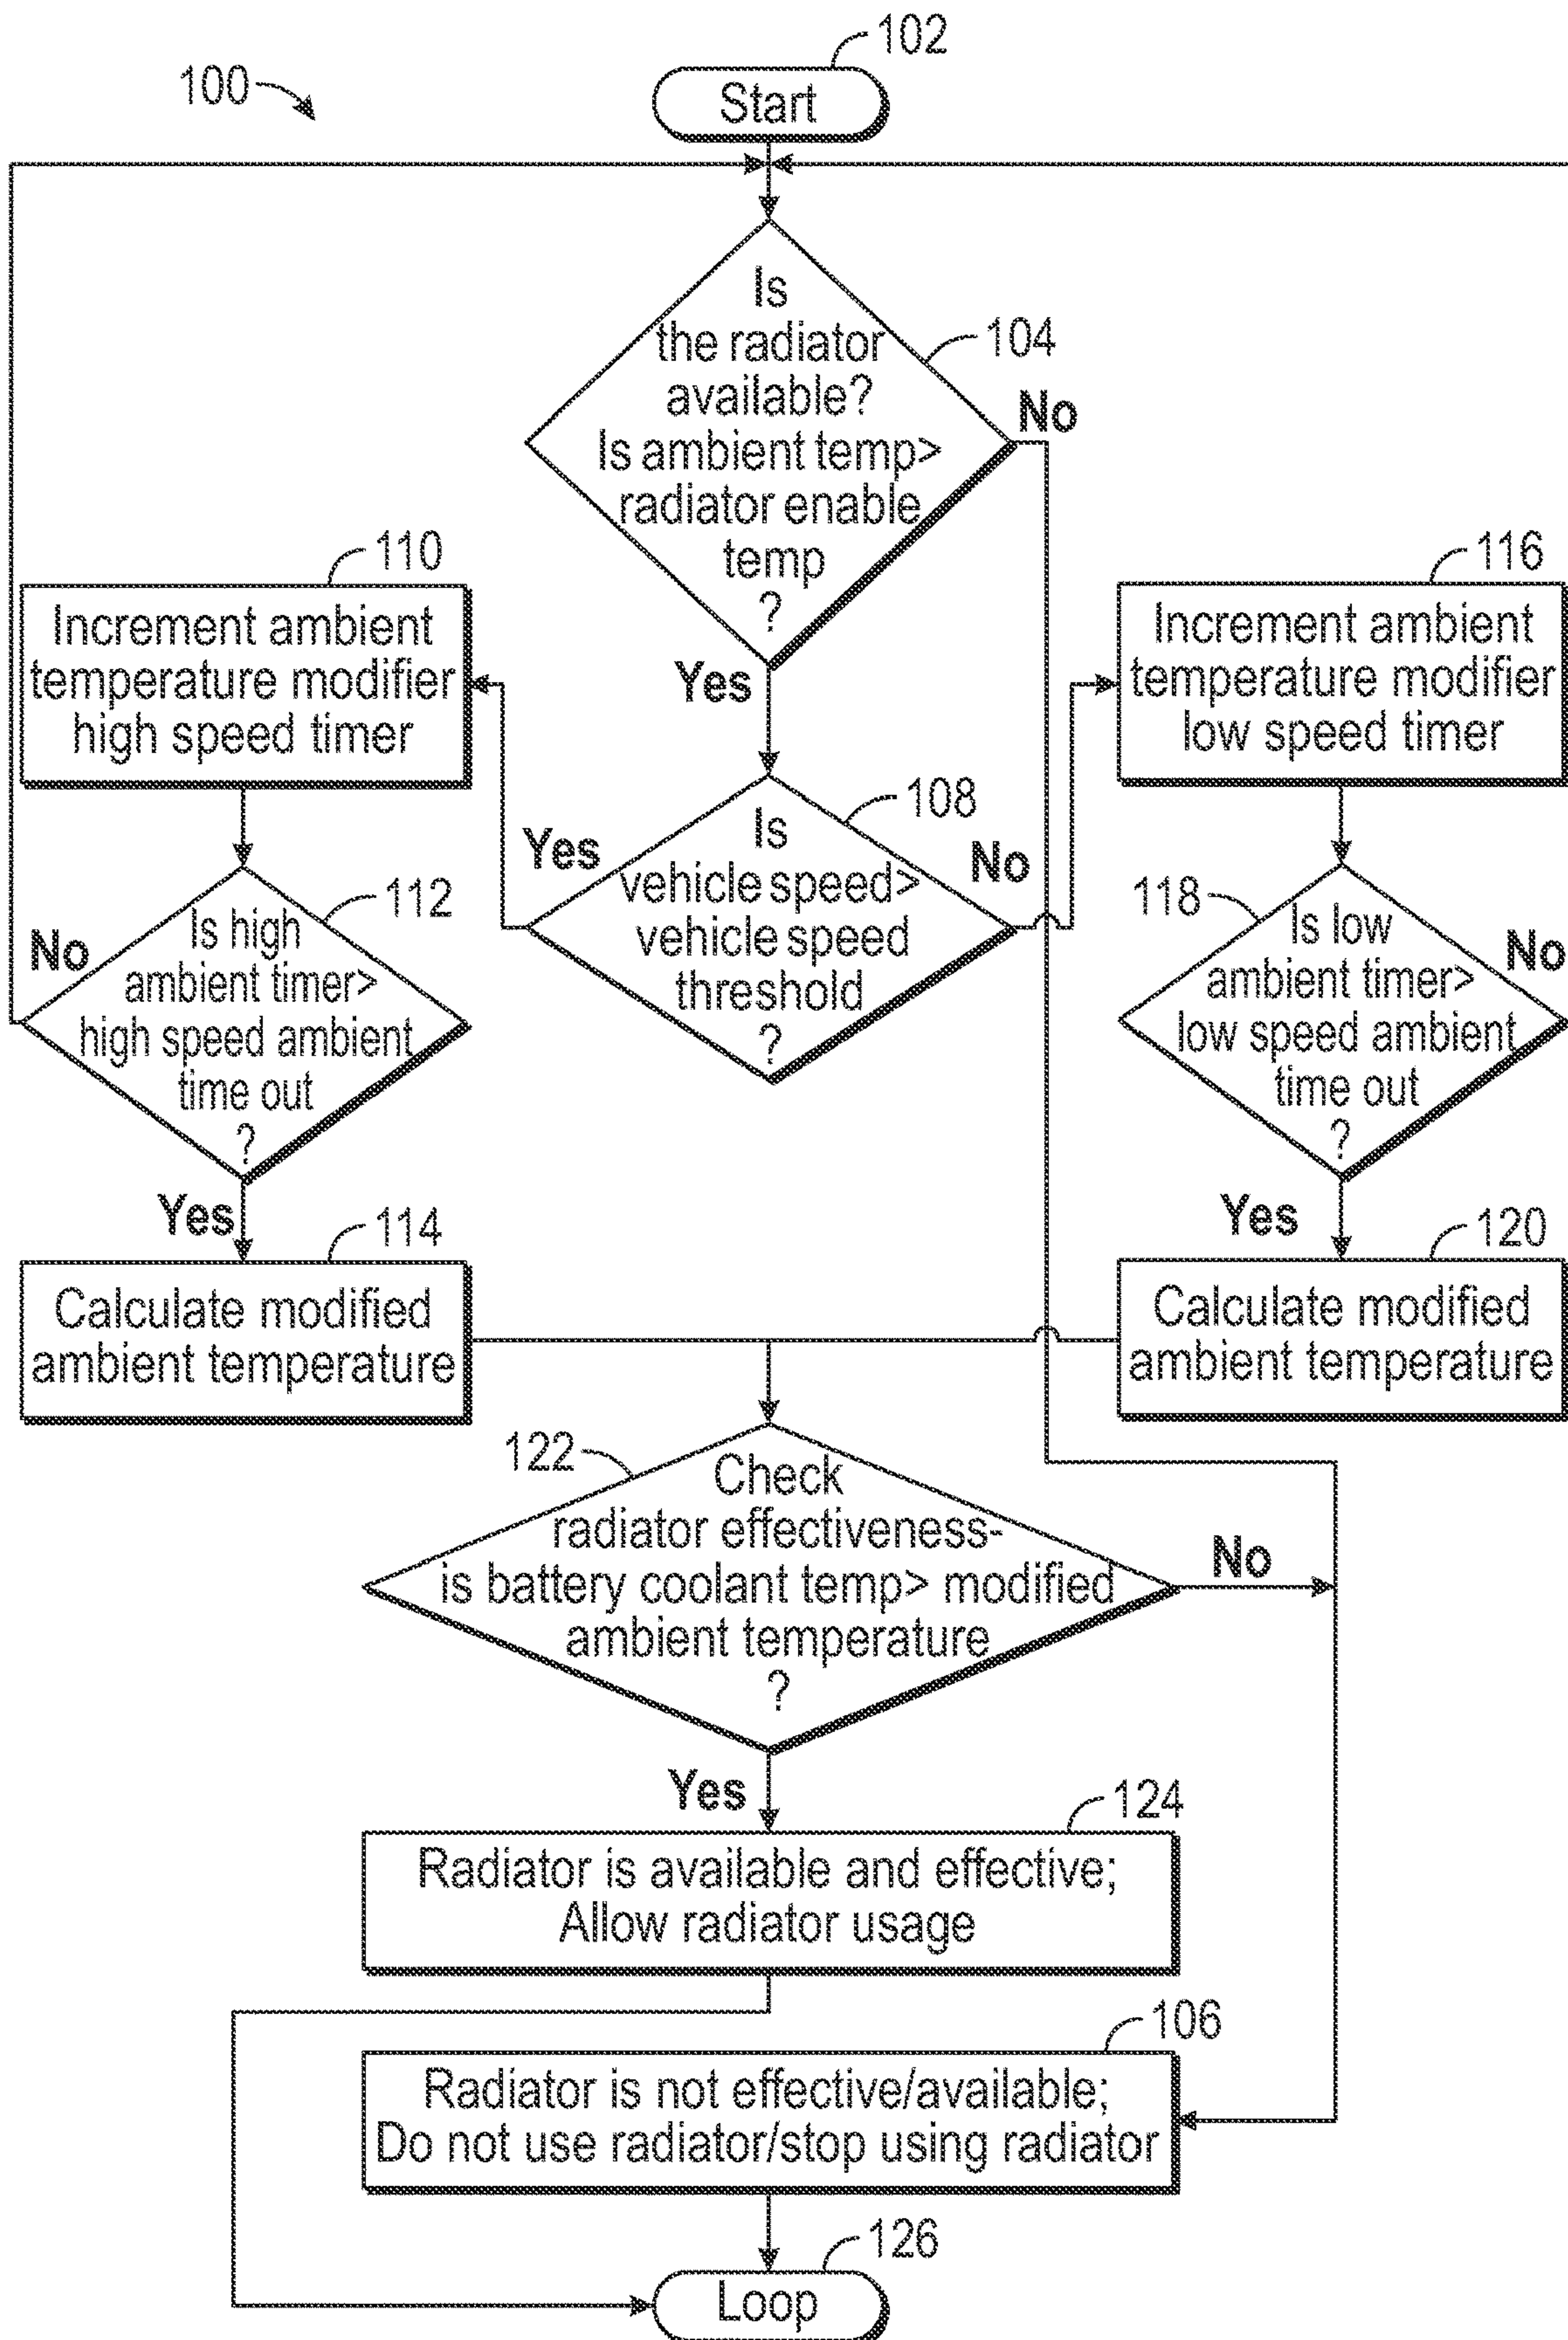 102
100
Start
Is
the radiator
available?
Is ambient temp>
radiator enable
temp
?
104
No
Yes
110
Increment ambient
temperature modifier
high speed timer
116
Increment ambient
temperature modifier
low speed timer
108
Is
vehicle speed>
vehicle speed
threshold
?
Yes
No
112
Is high
ambient timer>
high speed ambient
time out
?
No
Yes
118
Is low
ambient timer>
low speed ambient
time out
?
No
Yes
114
Calculate modified
ambient temperature
120
Calculate modified
ambient temperature
122
Check
radiator effectiveness-
is battery coolant temp> modified
ambient temperature
?
No
Yes
124
Radiator is available and effective;
Allow radiator usage
106
Radiator is not effective/available;
Do not use radiator/stop using radiator
126
Loop